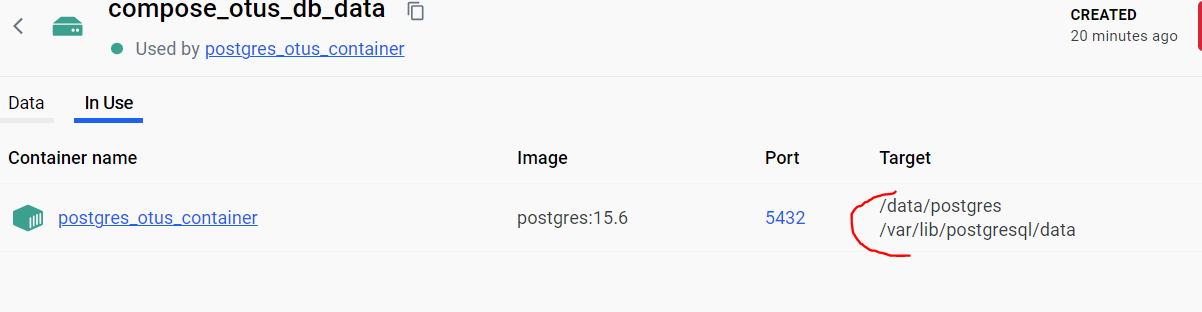 compose_otus_db_data
CREATED
20 minutes ago
Used by postgres_otus_container
Data
In Use
Container name
Image
Port
Target
postgres_otus_container
postgres:15.6
5432
/data/postgres
/var/lib/postgresql/data